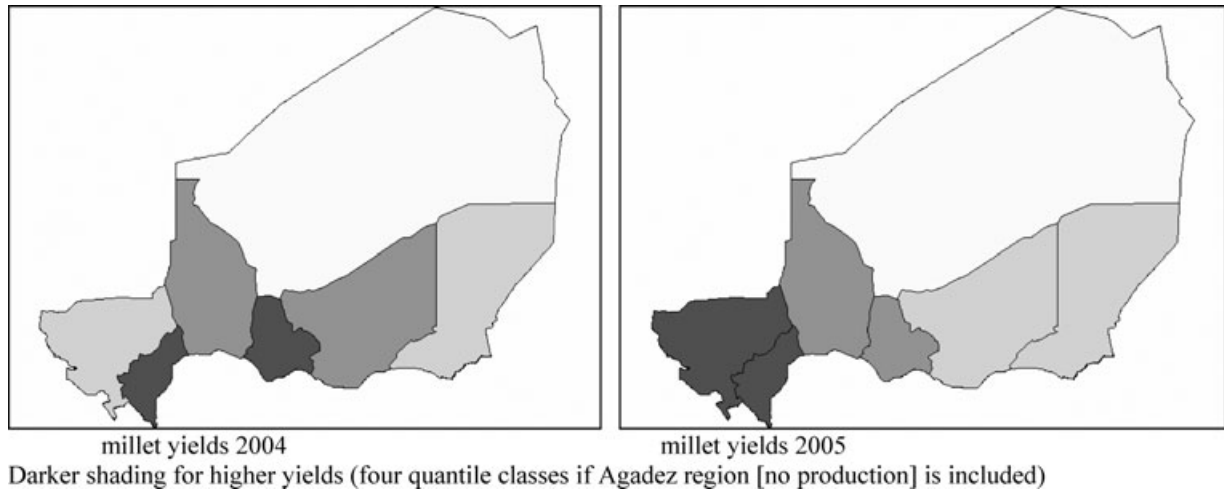 millet yields 2004
millet yields 2005
Darker shading for higher yields (four quantile classes if Agadez region [no production] is included)